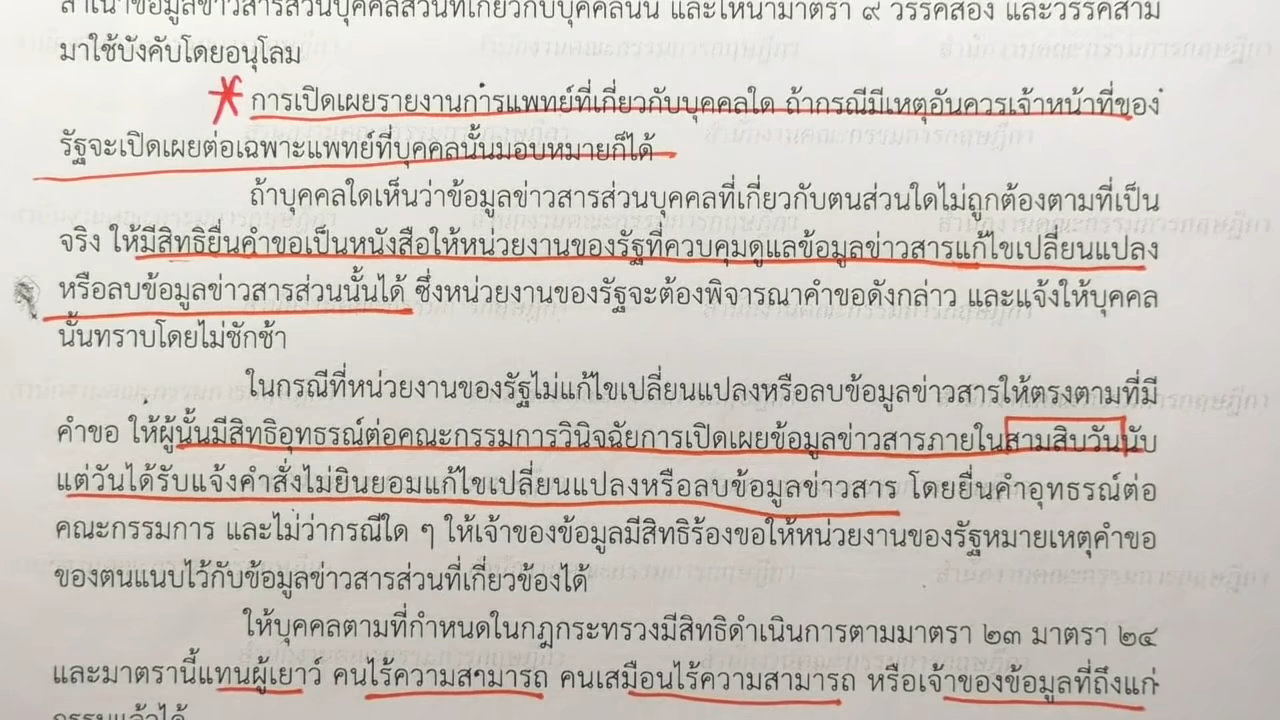 สำเนาข้อมูลข่าวสารส่วนบุคคลส่วนที่เกี่ยวกับบุคคลนั้น และให้นำมาตรา ๙ วรรคสอง และวรรคสาม
มาใช้บังคับโดยอนุโลม
การเปิดเผยรายงานการแพทย์ที่เกี่ยวกับบุคคลใด ถ้ากรณีมีเหตุอันควรเจ้าหน้าที่ของ
รัฐจะเปิดเผยต่อเฉพาะแพทย์ที่บุคคลนั้นมอบหมายก็ได้
ถ้าบุคคลใดเห็นว่าข้อมูลข่าวสารส่วนบุคคลที่เกี่ยวกับตนส่วนใดไม่ถูกต้องตามที่เป็น
จริง ให้มีสิทธิยื่นคำขอเป็นหนังสือให้หน่วยงานของรัฐที่ควบคุมดูแลข้อมูลข่าวสารแก้ไขเปลี่ยนแปลง
หรือลบข้อมูลข่าวสารส่วนนั้นได้ ซึ่งหน่วยงานของรัฐจะต้องพิจารณาคำขอดังกล่าว และแจ้งให้บุคคล
นั้นทราบโดยไม่ชักช้า
ในกรณีที่หน่วยงานของรัฐไม่แก้ไขเปลี่ยนแปลงหรือลบข้อมูลข่าวสารให้ตรงตามที่มี
คำขอ ให้ผู้นั้นมีสิทธิอุทธรณ์ต่อคณะกรรมการวินิจฉัยการเปิดเผยข้อมูลข่าวสารภายในสามสิบวันนับ
แต่วันได้รับแจ้งคำสั่งไม่ยินยอมแก้ไขเปลี่ยนแปลงหรือลบข้อมูลข่าวสาร โดยยื่นคำอุทธรณ์ต่อ
คณะกรรมการ และไม่ว่ากรณีใด ๆ ให้เจ้าของข้อมูลมีสิทธิร้องขอให้หน่วยงานของรัฐหมายเหตุคำขอ
ของตนแนบไว้กับข้อมูลข่าวสารส่วนที่เกี่ยวข้องได้
ให้บุคคลตามที่กำหนดในกฎกระทรวงมีสิทธิดำเนินการตามมาตรา ๒๓ มาตรา ๒๔
และมาตรานี้แทนผู้เยาว์ คนไร้ความสามารถ คนเสมือนไร้ความสามารถ หรือเจ้าของข้อมูลที่ถึงแก่
กรรมแล้วได้